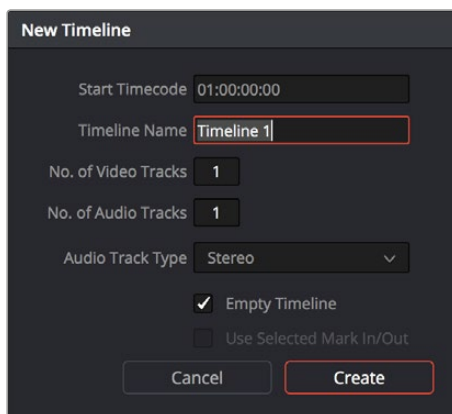 New Timeline
Start Timecode 01:00:00:00
Timeline Name Timeline 1
No. of Video Tracks 1
No. of Audio Tracks 1
Audio Track Type Stereo
Empty Timeline
Use Selected Mark In/Out
Cancel Create